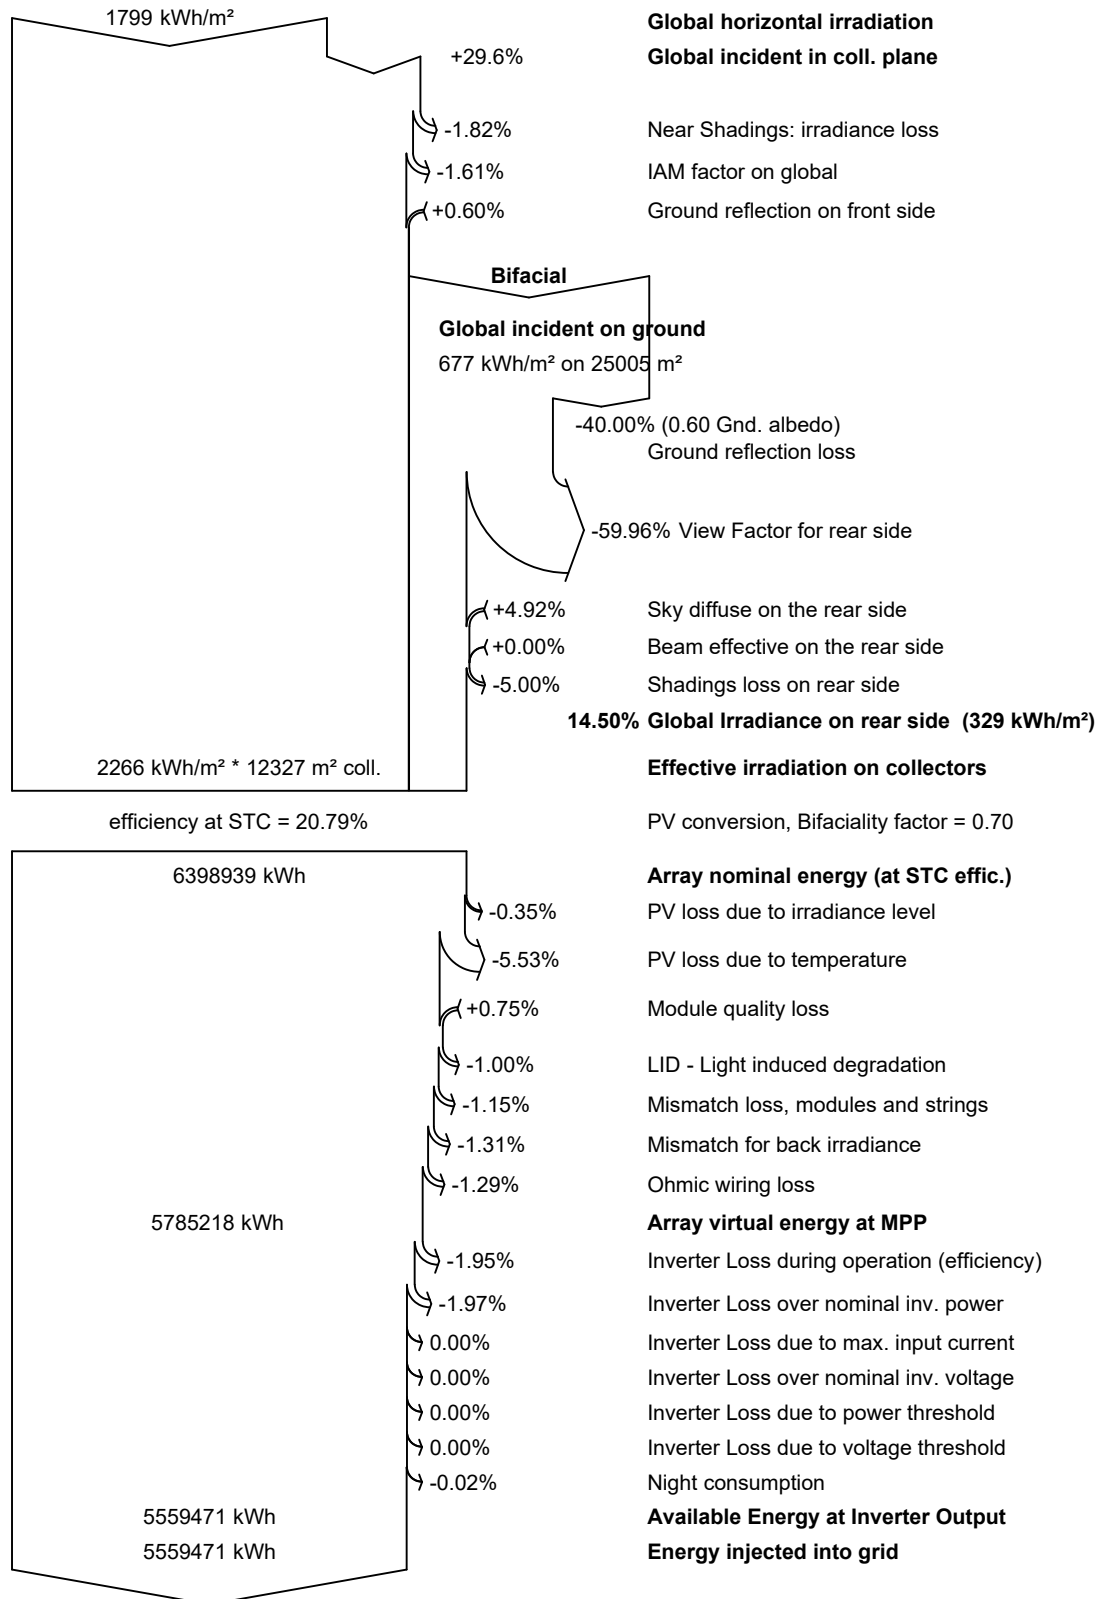 1799 kWh/m² Global horizontal irradiation
+29.6% Global incident in coll. plane
-1.82% Near Shadings: irradiance loss
-1.61% IAM factor on global
+0.60% Ground reflection on front side
Bifacial
Global incident on ground
677 kWh/m² on 25005 m²
-40.00% (0.60 Gnd. albedo)
Ground reflection loss
-59.96% View Factor for rear side
+4.92% Sky diffuse on the rear side
+0.00% Beam effective on the rear side
-5.00% Shadings loss on rear side
14.50% Global Irradiance on rear side (329 kWh/m²)
2266 kWh/m² * 12327 m² coll. Effective irradiation on collectors
efficiency at STC = 20.79% PV conversion, Bifaciality factor = 0.70
6398939 kWh Array nominal energy (at STC effic.)
-0.35% PV loss due to irradiance level
-5.53% PV loss due to temperature
+0.75% Module quality loss
-1.00% LID - Light induced degradation
-1.15% Mismatch loss, modules and strings
-1.31% Mismatch for back irradiance
-1.29% Ohmic wiring loss
5785218 kWh Array virtual energy at MPP
-1.95% Inverter Loss during operation (efficiency)
-1.97% Inverter Loss over nominal inv. power
0.00% Inverter Loss due to max. input current
0.00% Inverter Loss over nominal inv. voltage
0.00% Inverter Loss due to power threshold
0.00% Inverter Loss due to voltage threshold
-0.02% Night consumption
5559471 kWh Available Energy at Inverter Output
5559471 kWh Energy injected into grid